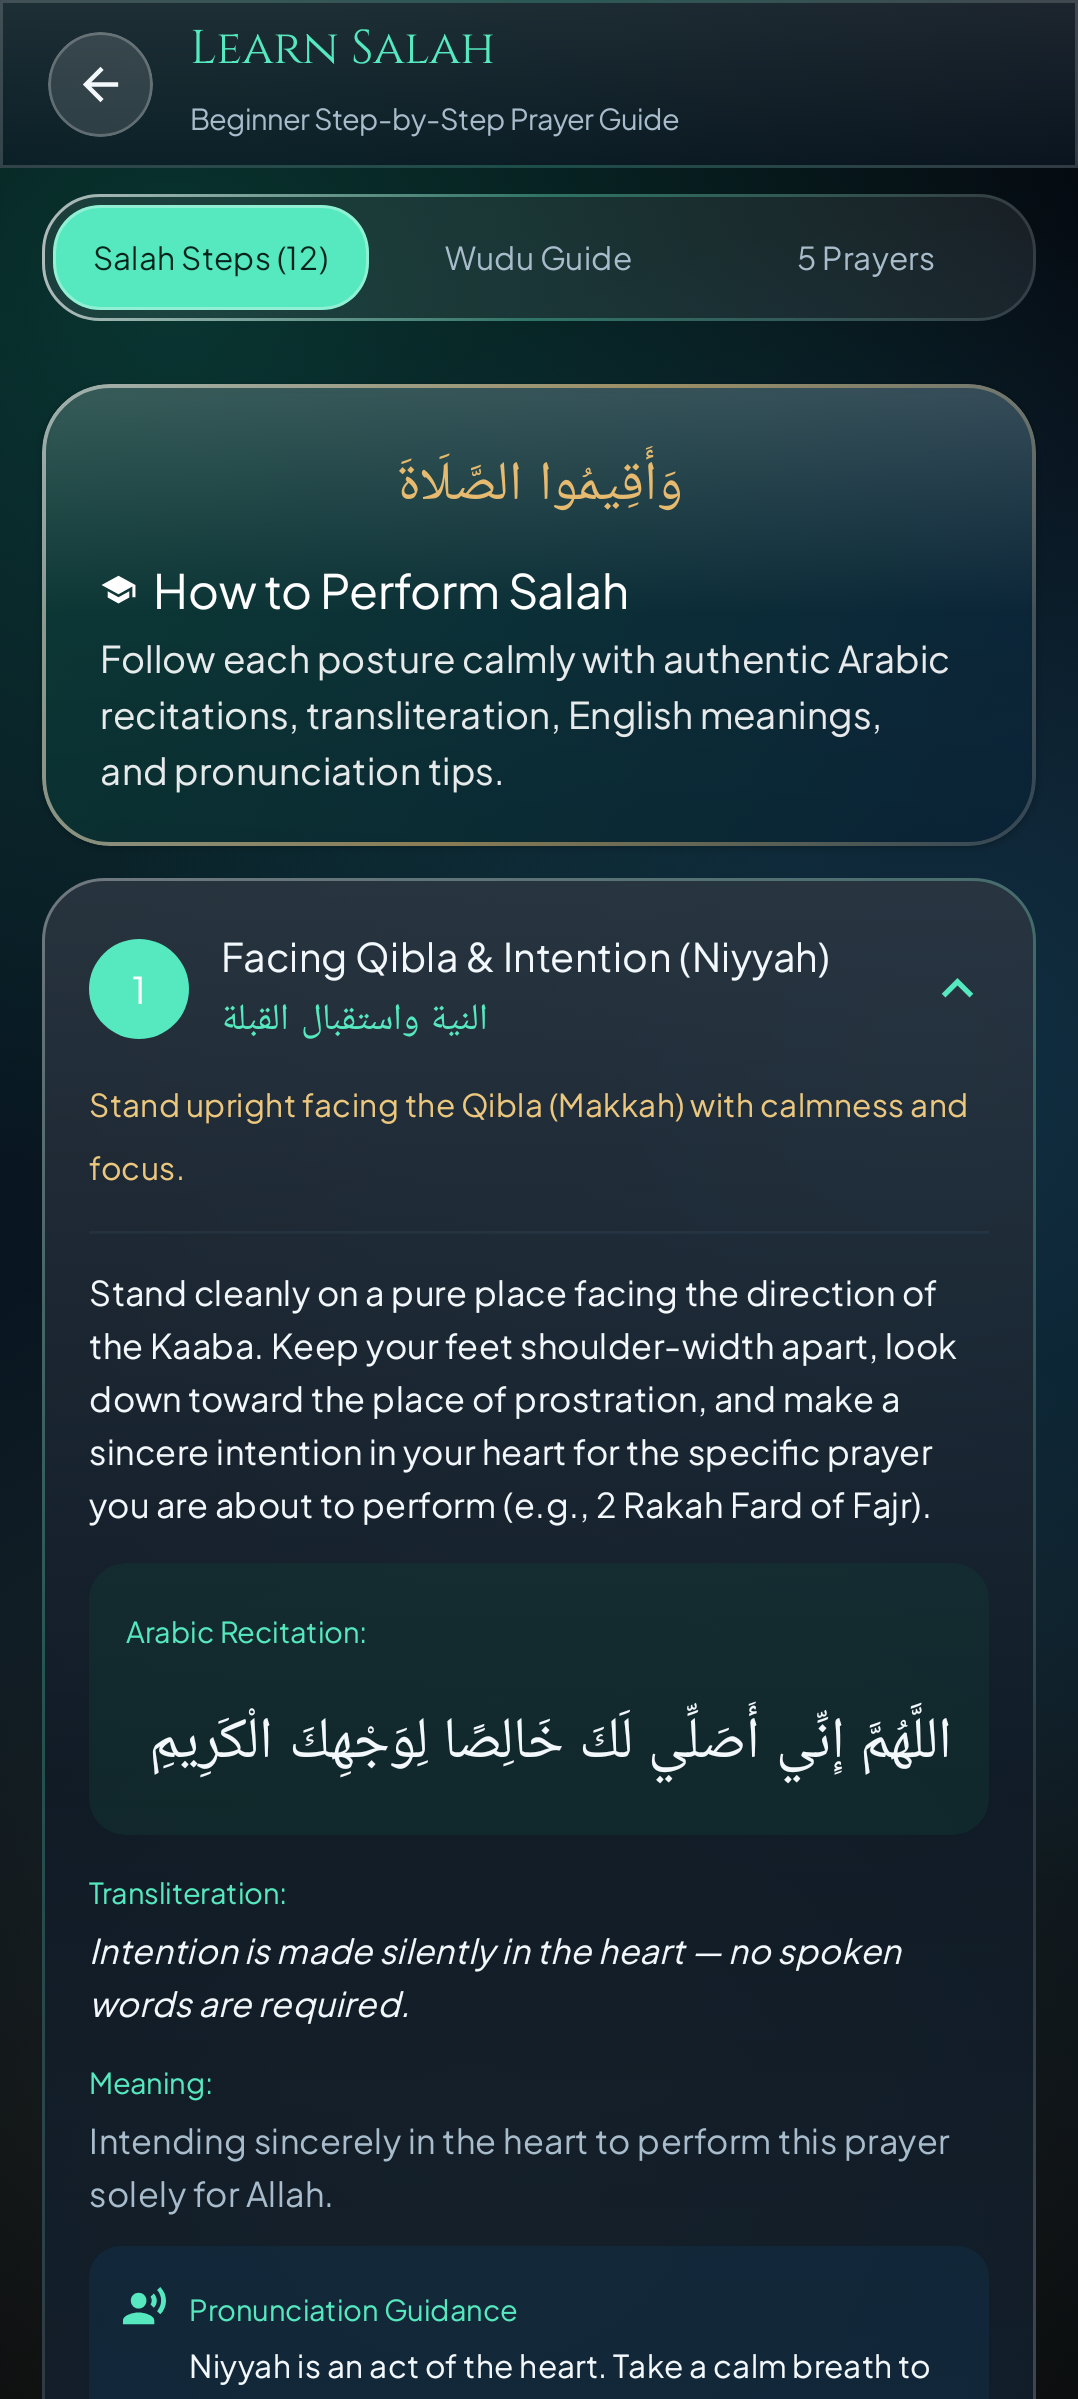 Learn Salah
Beginner Step-by-Step Prayer Guide
Salah Steps (12)
Wudu Guide
5 Prayers
وَأَقِيمُوا الصَّلَاةَ
How to Perform Salah
Follow each posture calmly with authentic Arabic
recitations, transliteration, English meanings,
and pronunciation tips.
1
Facing Qibla & Intention (Niyyah)
النية واستقبال القبلة
Stand upright facing the Qibla (Makkah) with calmness and
focus.
Stand cleanly on a pure place facing the direction of
the Kaaba. Keep your feet shoulder-width apart, look
down toward the place of prostration, and make a
sincere intention in your heart for the specific prayer
you are about to perform (e.g., 2 Rakah Fard of Fajr).
Arabic Recitation:
اللَّهُمَّ إِنِّي أَصَلِّي لَكَ خَالِصًا لِوَجْهِكَ الْكَرِيمِ
Transliteration:
Intention is made silently in the heart — no spoken
words are required.
Meaning:
Intending sincerely in the heart to perform this prayer
solely for Allah.
Pronunciation Guidance
Niyyah is an act of the heart. Take a calm breath to